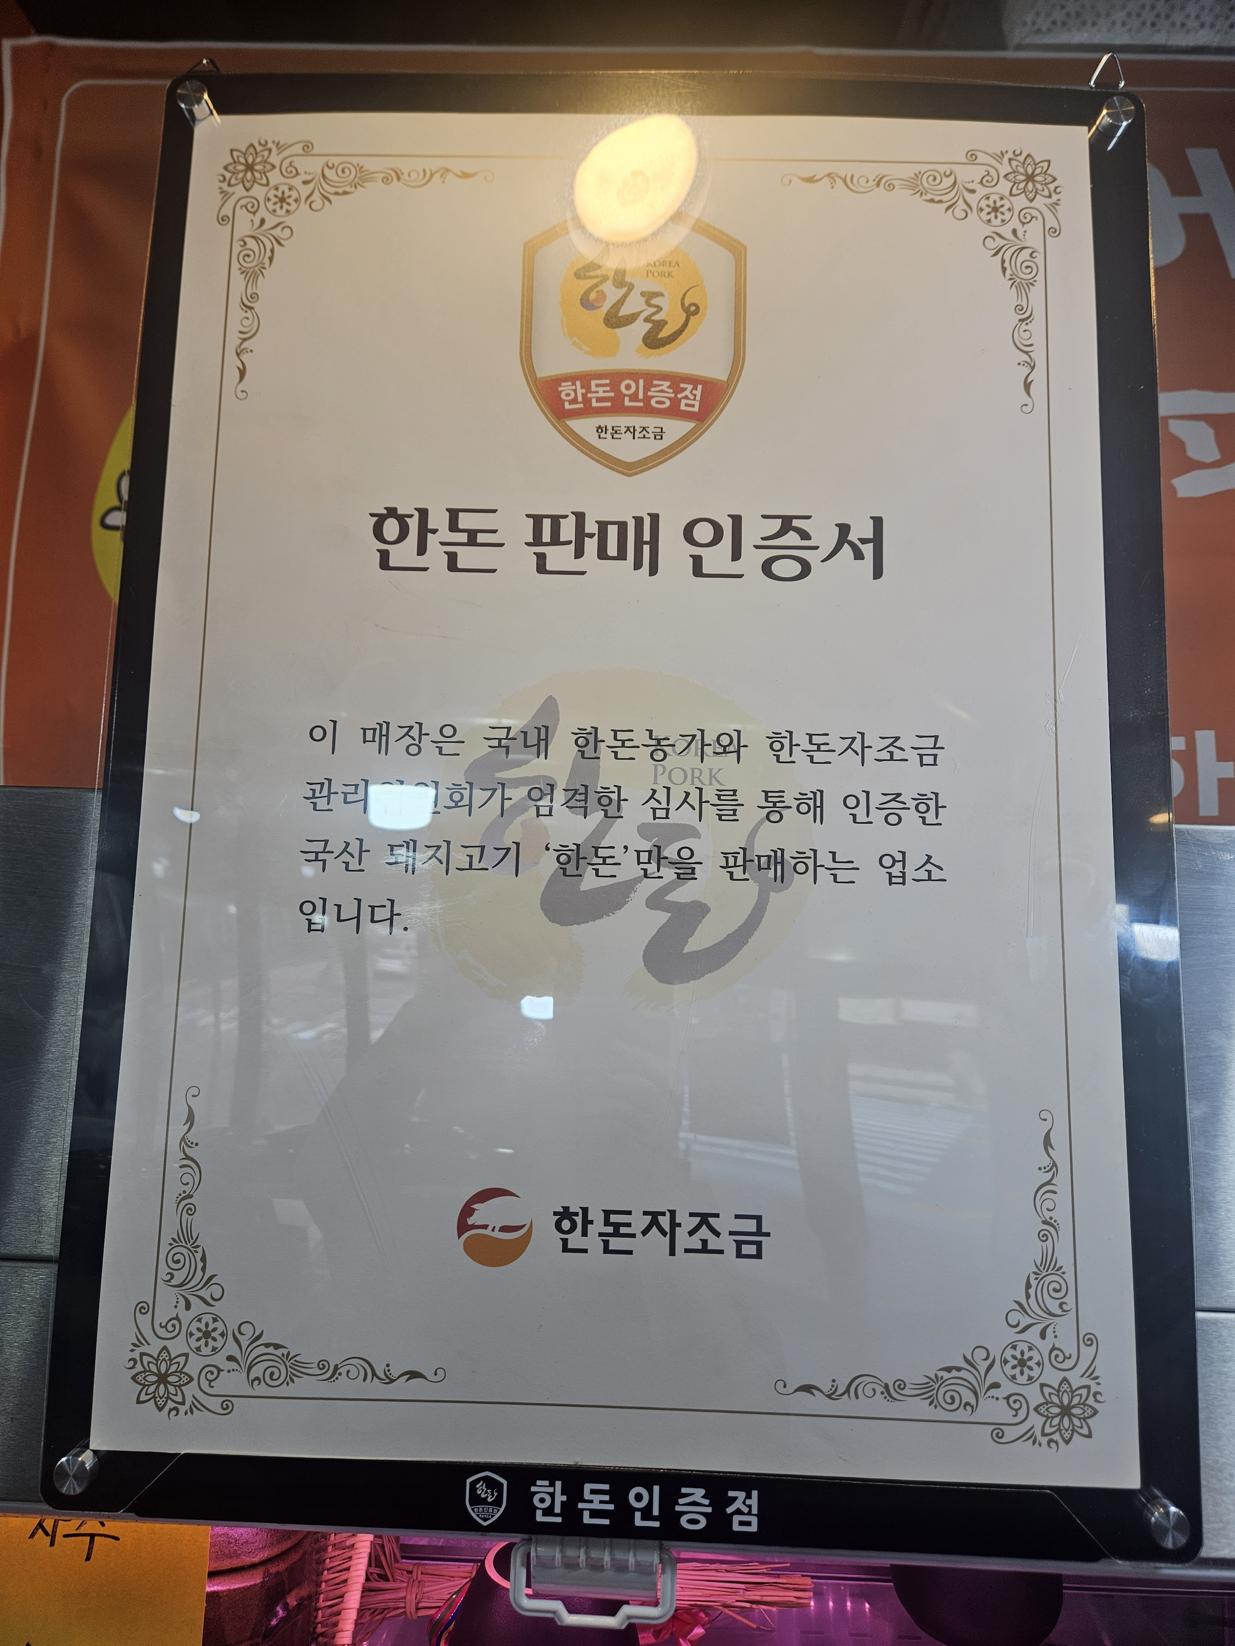 KOREA
PORK
한돈
한돈인증점
한돈자조금
한돈 판매 인증서
이 매장은 국내 한돈농가와 한돈자조금
관리위원회가 엄격한 심사를 통해 인증한
국산 돼지고기 ‘한돈’만을 판매하는 업소
입니다.
KOREA
PORK
한돈
한돈자조금
한돈인증점